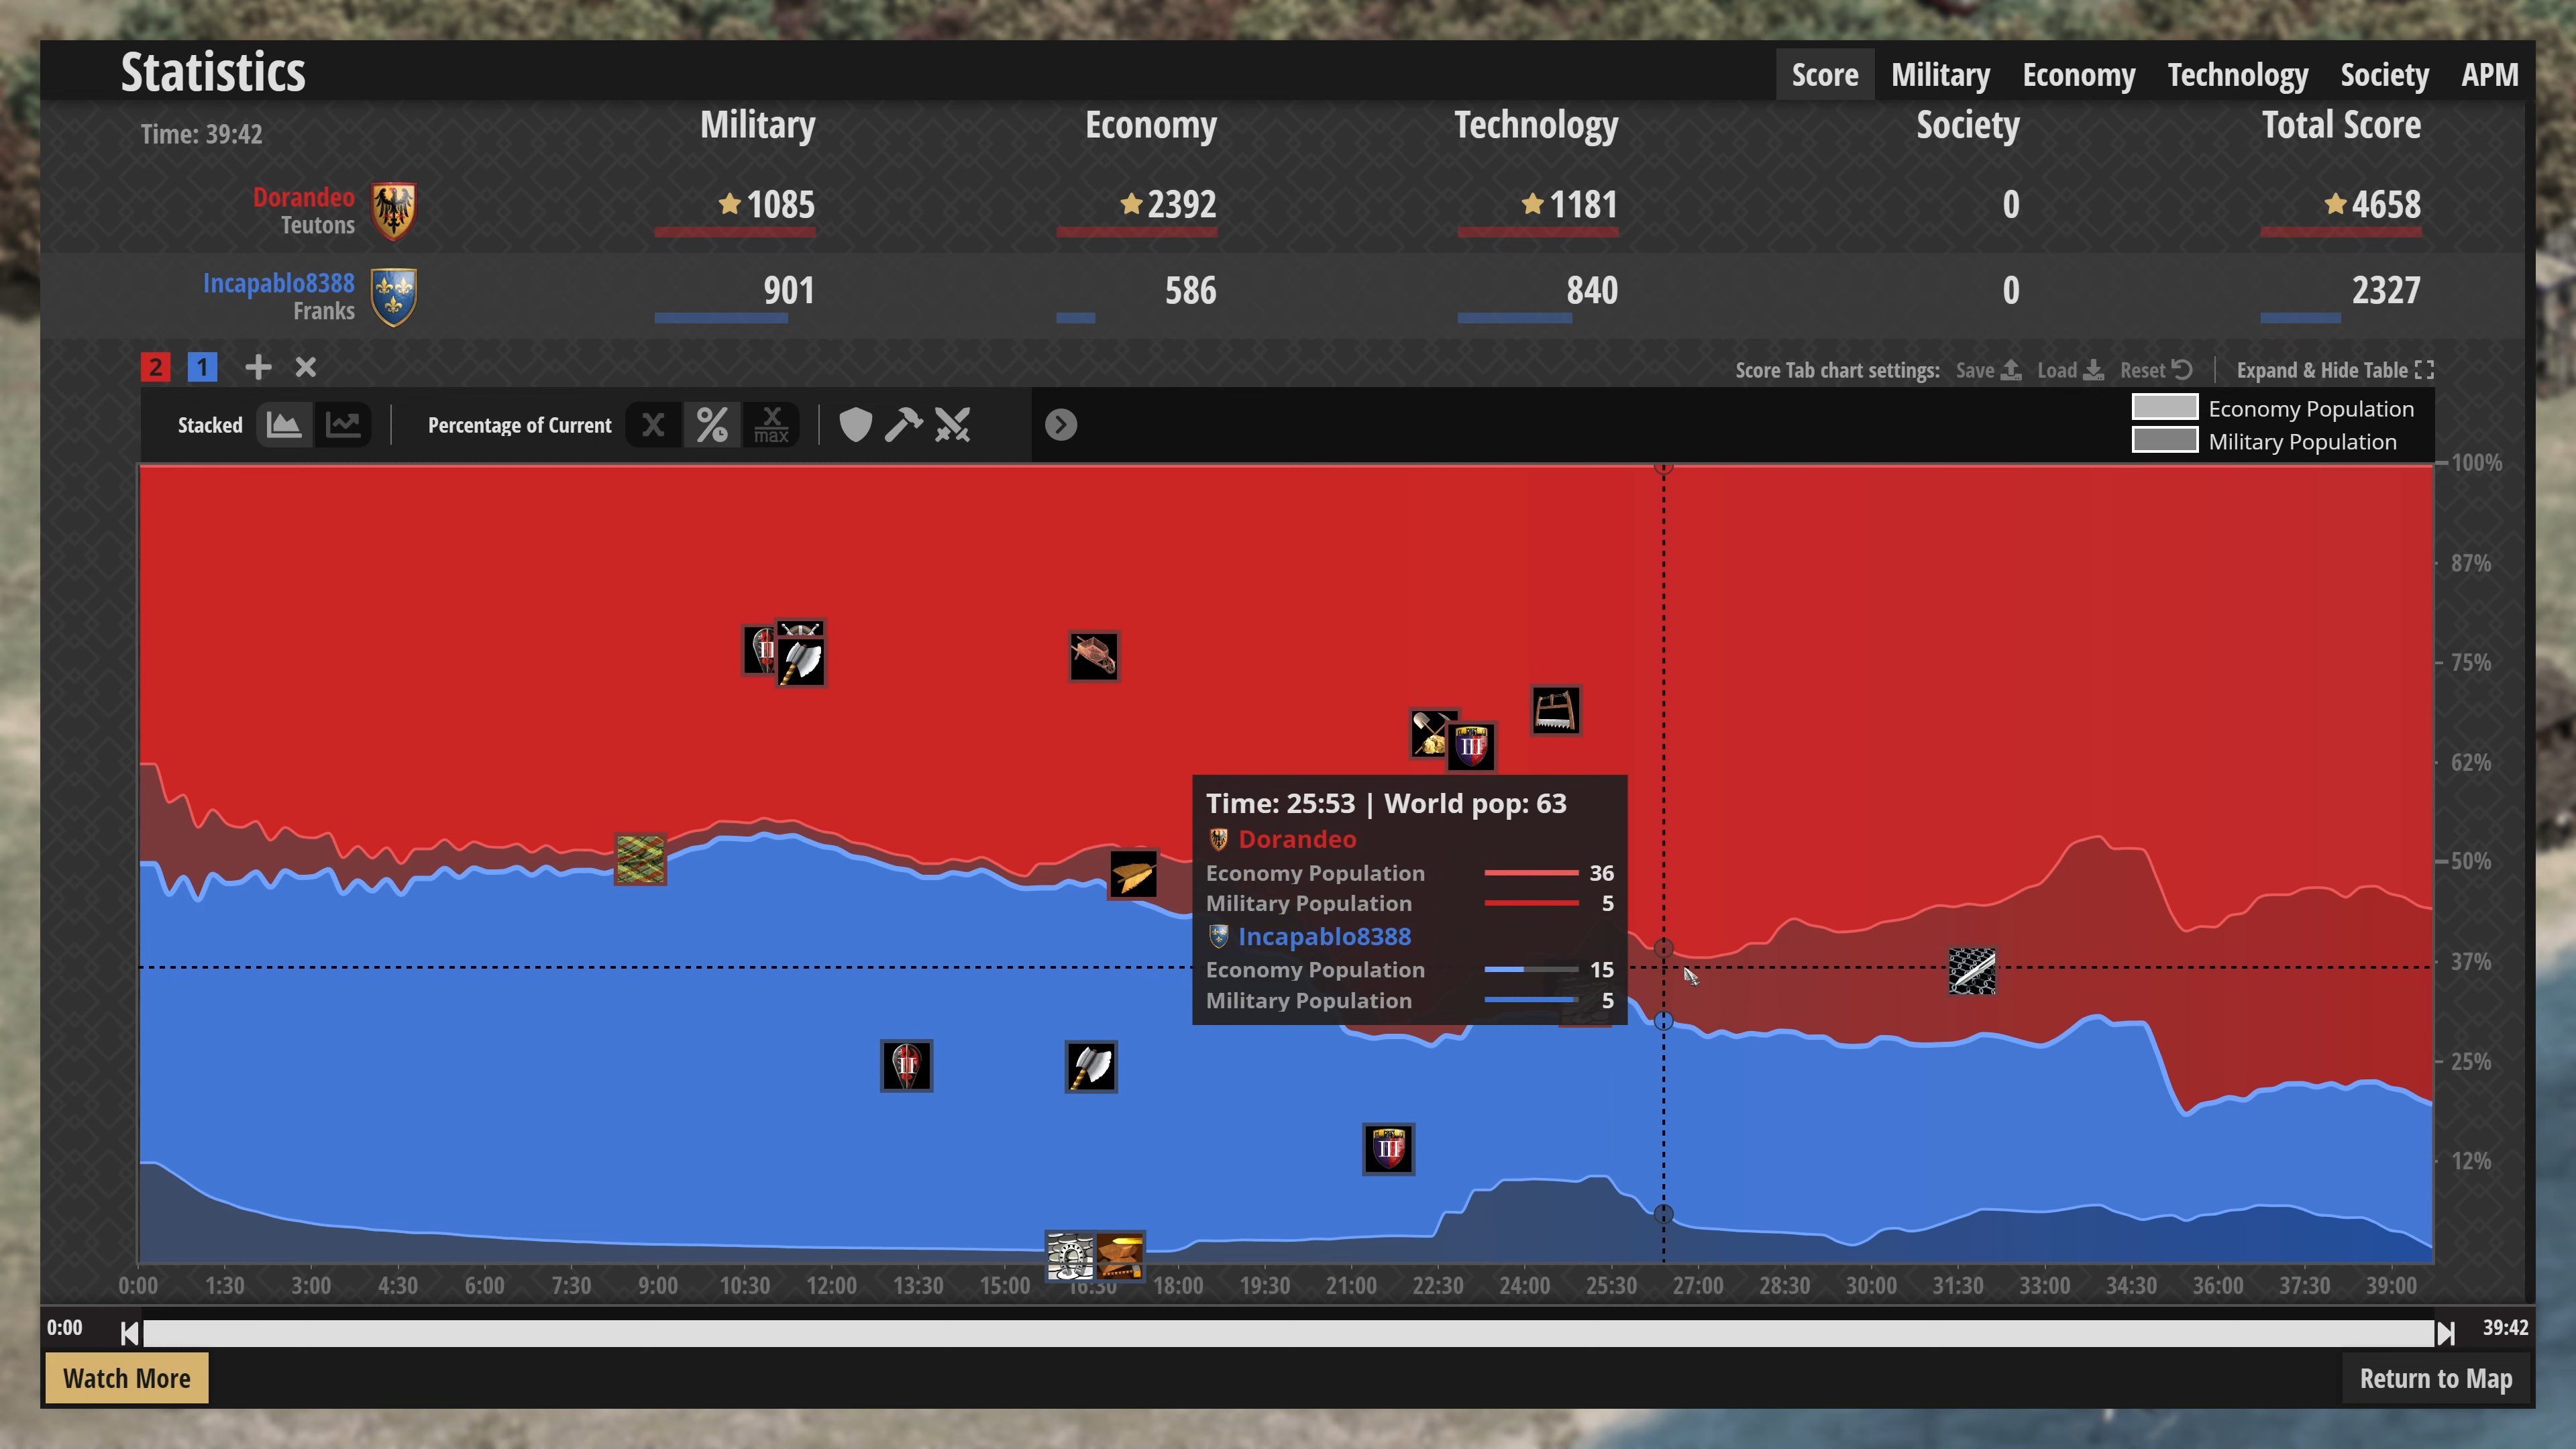 Statistics
Score Military Economy Technology Society APM
Time: 39:42 Military Economy Technology Society Total Score
Dorandeo
Teutons
1085 2392 1181 0 4658
Incapablo8388
Franks
901 586 840 0 2327
2 1
Score Tab chart settings: Save Load Reset Expand & Hide Table
Stacked Percentage of Current X % X max
Economy Population
Military Population
100%
87%
75%
62%
50%
37%
25%
12%
Time: 25:53 | World pop: 63
Dorandeo
Economy Population 36
Military Population 5
Incapablo8388
Economy Population 15
Military Population 5
II
III
II
III
0:00 1:30 3:00 4:30 6:00 7:30 9:00 10:30 12:00 13:30 15:00 16:30 18:00 19:30 21:00 22:30 24:00 25:30 27:00 28:30 30:00 31:30 33:00 34:30 36:00 37:30 39:00
0:00 39:42
Watch More Return to Map